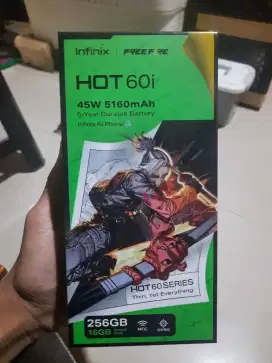 Infinix | FREE FIRE
HOT 60i
45W 5160mAh
5-Year Durable Battery
Infinix AI Phone
HOT 60 SERIES
Thin, Yet Everything
256GB
16GB
NFC